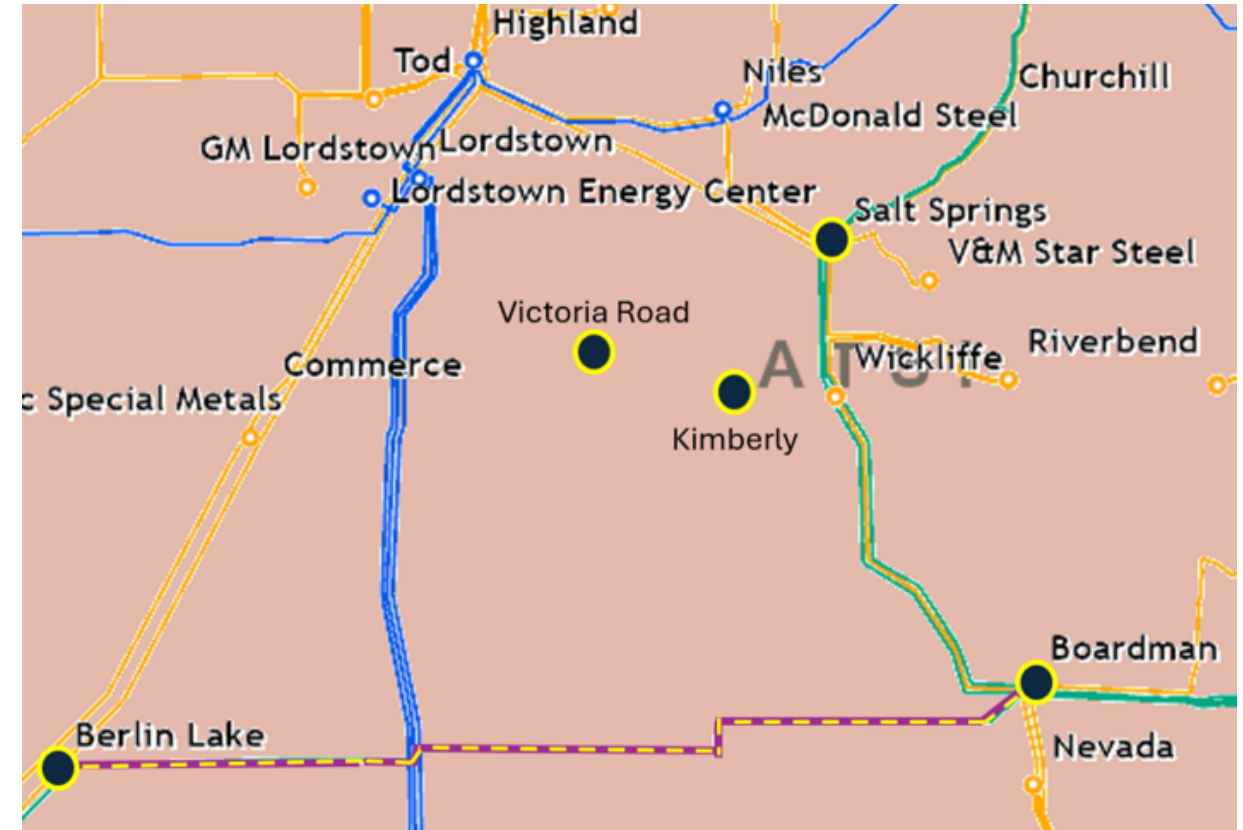 Highland
Tod
Niles
Churchill
McDonald Steel
GM Lordstown
Lordstown
Lordstown Energy Center
Salt Springs
V&M Star Steel
Victoria Road
Riverbend
Wickliffe
Commerce
c Special Metals
Kimberly
Boardman
Berlin Lake
Nevada